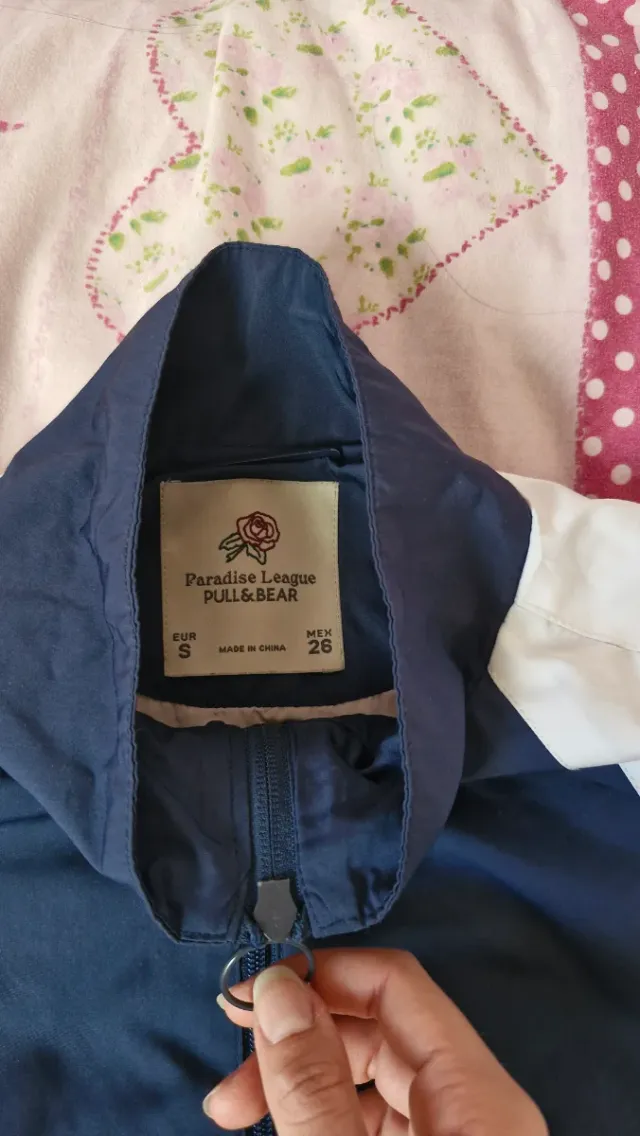 Paradise League
PULL&BEAR
EUR
S
MADE IN CHINA
MEX
26